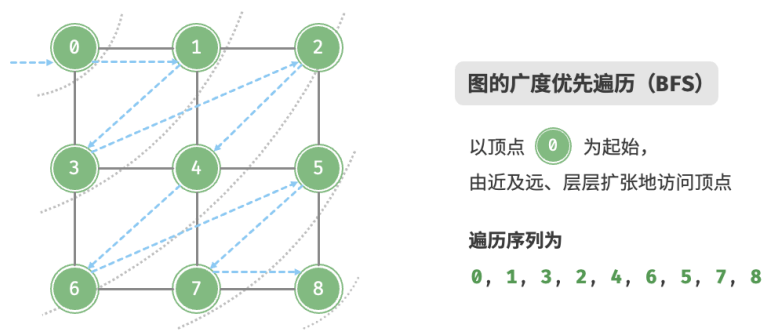 0 1 2
3 4 5
6 7 8
图的广度优先遍历（BFS）
以顶点 0 为起始，
由近及远、层层扩张地访问顶点
遍历序列为
0, 1, 3, 2, 4, 6, 5, 7, 8